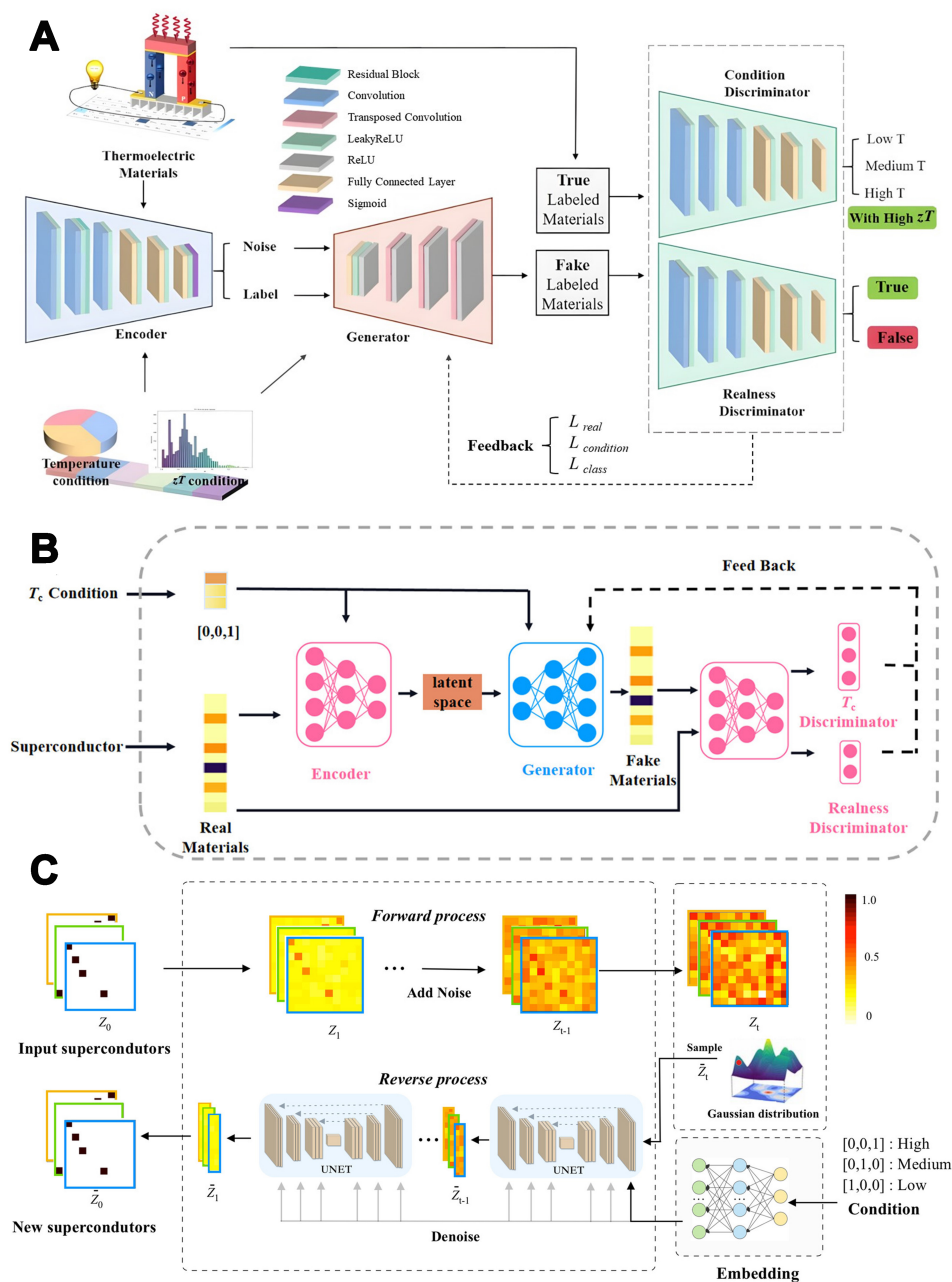 A
Thermoelectric
Materials
Residual Block
Convolution
Transposed Convolution
LeakyReLU
ReLU
Fully Connected Layer
Sigmoid
Noise
Label
Encoder
Generator
True
Labeled
Materials
Fake
Labeled
Materials
Condition
Discriminator
Low T
Medium T
High T
With High zT
True
False
Realness
Discriminator
Temperature
condition
zT condition
Feedback
L real
L condition
L class
B
Tc Condition
[0,0,1]
Superconductor
Real
Materials
Encoder
latent
space
Generator
Fake
Materials
Feed Back
Tc
Discriminator
Realness
Discriminator
C
Forward process
Z0
Input supercondutors
Z1
...
Add Noise
Zt-1
Zt
1.0
0
Sample
Z̄t
Gaussian distribution
Reverse process
Z̄0
New supercondutors
Z̄1
UNET
...
Z̄t-1
UNET
Denoise
[0,0,1] : High
[0,1,0] : Medium
[1,0,0] : Low
Condition
Embedding